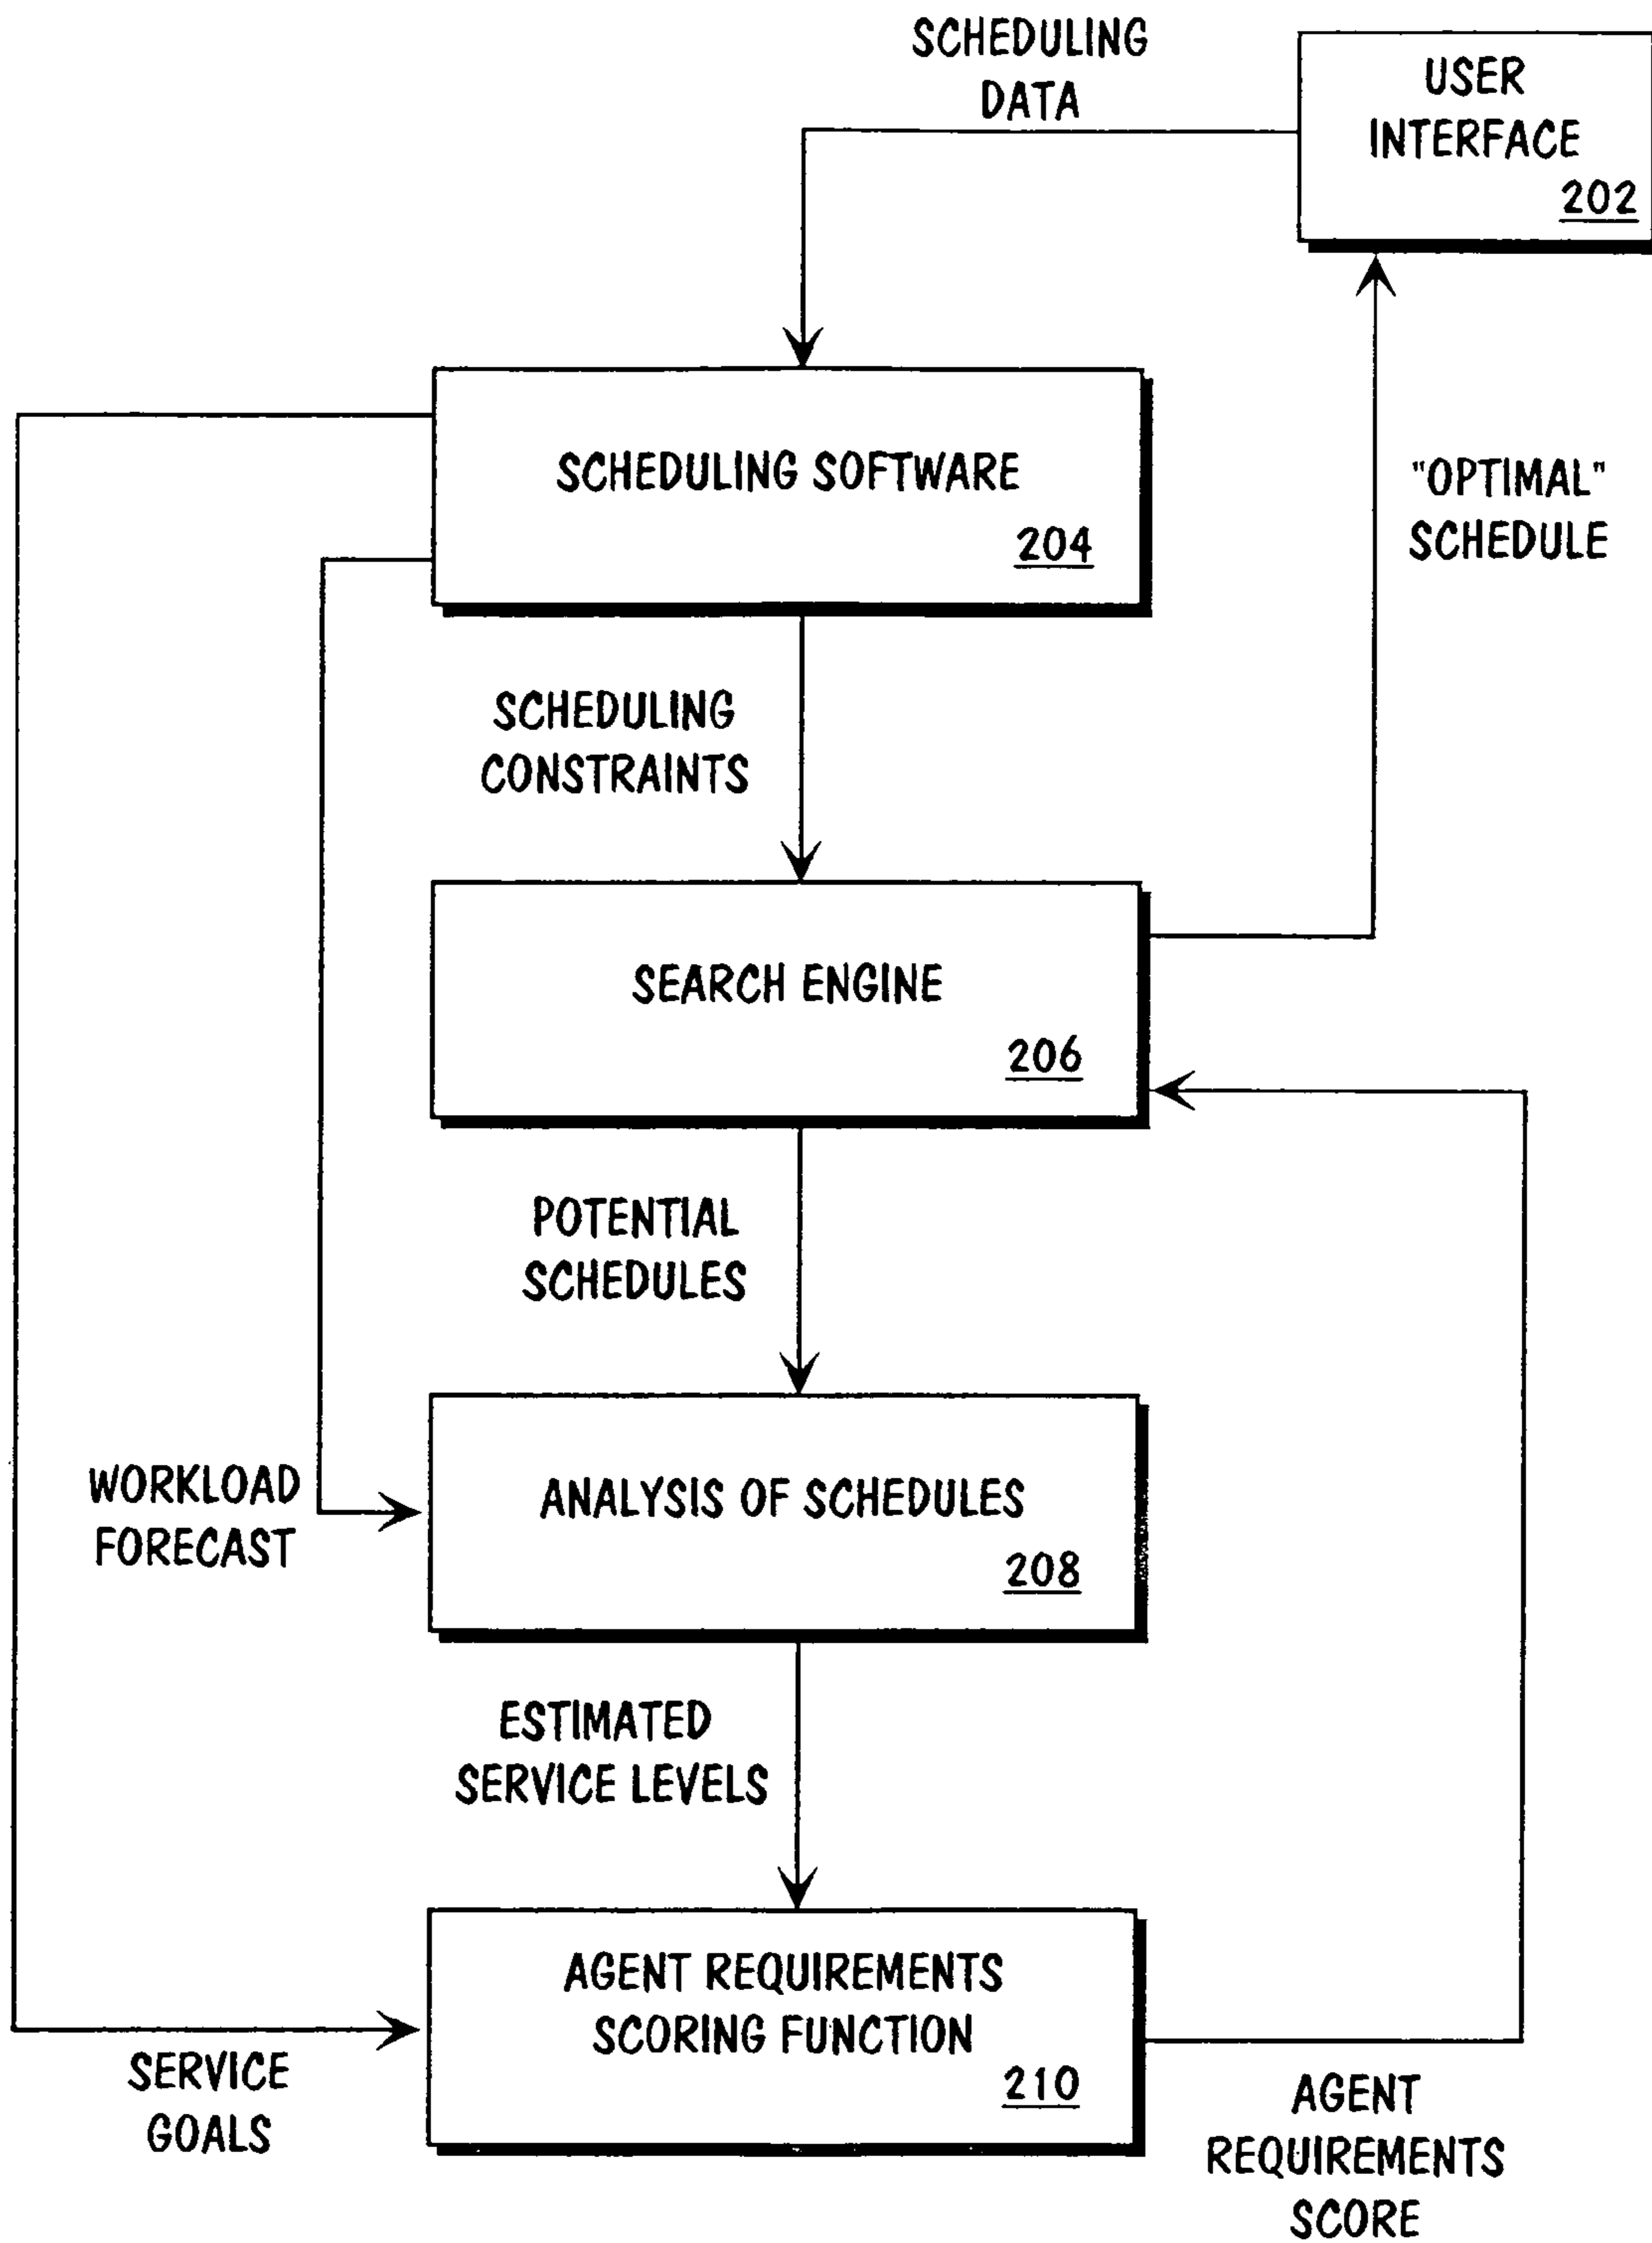 SCHEDULING
DATA
USER
INTERFACE
202
SCHEDULING SOFTWARE
204
"OPTIMAL"
SCHEDULE
SCHEDULING
CONSTRAINTS
SEARCH ENGINE
206
POTENTIAL
SCHEDULES
WORKLOAD
FORECAST
ANALYSIS OF SCHEDULES
208
ESTIMATED
SERVICE LEVELS
AGENT REQUIREMENTS
SCORING FUNCTION
210
SERVICE
GOALS
AGENT
REQUIREMENTS
SCORE